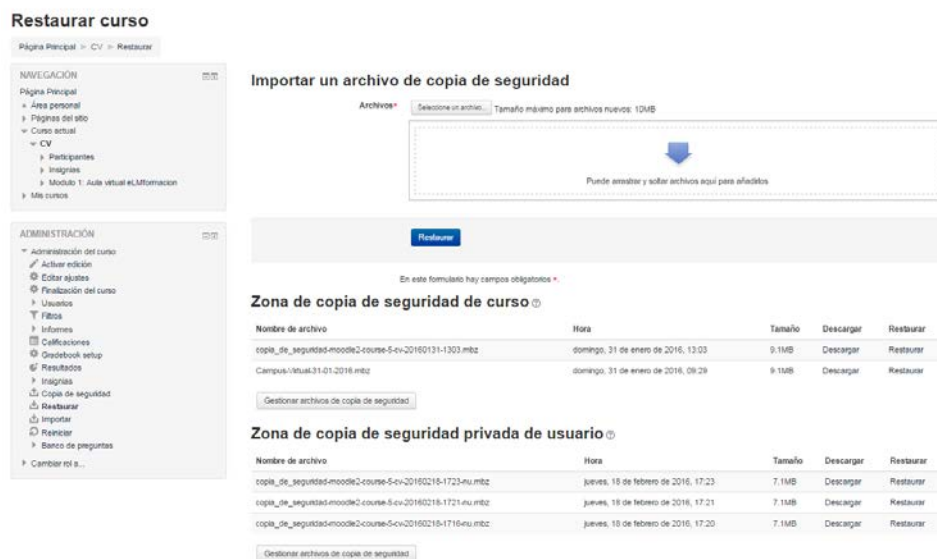 Restaurar curso
Página Principal ► CV ► Restaurar
NAVEGACIÓN
Página Principal
Área personal
Páginas del sitio
Curso actual
CV
Participantes
Insignias
Modulo 1: Aula virtual eLMformacion
Mis cursos
ADMINISTRACIÓN
Administración del curso
Activar edición
Editar ajustes
Finalización del curso
Usuarios
Filtros
Informes
Calificaciones
Gradebook setup
Resultados
Insignias
Copia de seguridad
Restaurar
Importar
Reiniciar
Banco de preguntas
Cambiar rol a...
Importar un archivo de copia de seguridad
Archivos* Seleccione un archivo... Tamaño máximo para archivos nuevos: 10MB
Puede arrastrar y soltar archivos aquí para añadirlos
Restaurar
En este formulario hay campos obligatorios *.
Zona de copia de seguridad de curso
Nombre de archivo Hora Tamaño Descargar Restaurar
copia_de_seguridad-moodle2-course-5-cv-20160131-1303.mbz domingo, 31 de enero de 2016, 13:03 9.1MB Descargar Restaurar
Campus-Virtual-31-01-2016.mbz domingo, 31 de enero de 2016, 09:29 9.1MB Descargar Restaurar
Gestionar archivos de copia de seguridad
Zona de copia de seguridad privada de usuario
Nombre de archivo Hora Tamaño Descargar Restaurar
copia_de_seguridad-moodle2-course-5-cv-20160218-1723-nu.mbz jueves, 18 de febrero de 2016, 17:23 7.1MB Descargar Restaurar
copia_de_seguridad-moodle2-course-5-cv-20160218-1721-nu.mbz jueves, 18 de febrero de 2016, 17:21 7.1MB Descargar Restaurar
copia_de_seguridad-moodle2-course-5-cv-20160218-1716-nu.mbz jueves, 18 de febrero de 2016, 17:20 7.1MB Descargar Restaurar
Gestionar archivos de copia de seguridad